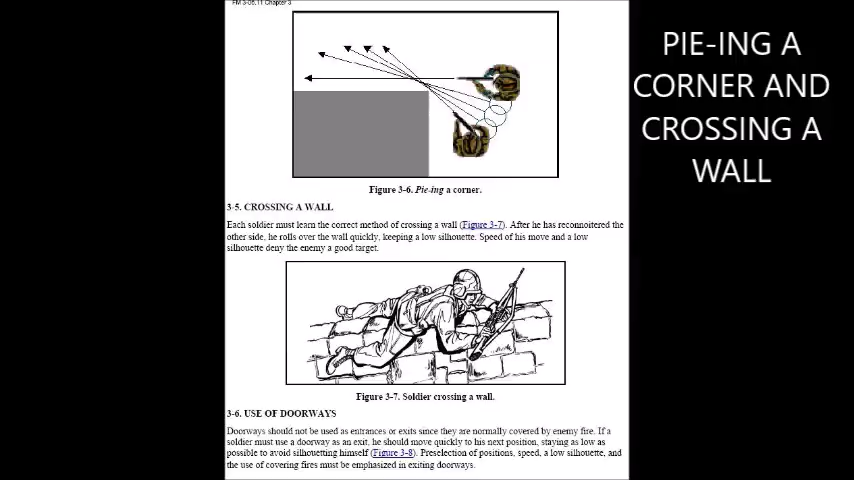 FM 3-06.11 Chapter 3
PIE-ING A
CORNER AND
CROSSING A
WALL
Figure 3-6. Pie-ing a corner.
3-5. CROSSING A WALL
Each soldier must learn the correct method of crossing a wall (Figure 3-7). After he has reconnoitered the
other side, he rolls over the wall quickly, keeping a low silhouette. Speed of his move and a low
silhouette deny the enemy a good target.
Figure 3-7. Soldier crossing a wall.
3-6. USE OF DOORWAYS
Doorways should not be used as entrances or exits since they are normally covered by enemy fire. If a
soldier must use a doorway as an exit, he should move quickly to his next position, staying as low as
possible to avoid silhouetting himself (Figure 3-8). Preselection of positions, speed, a low silhouette, and
the use of covering fires must be emphasized in exiting doorways.